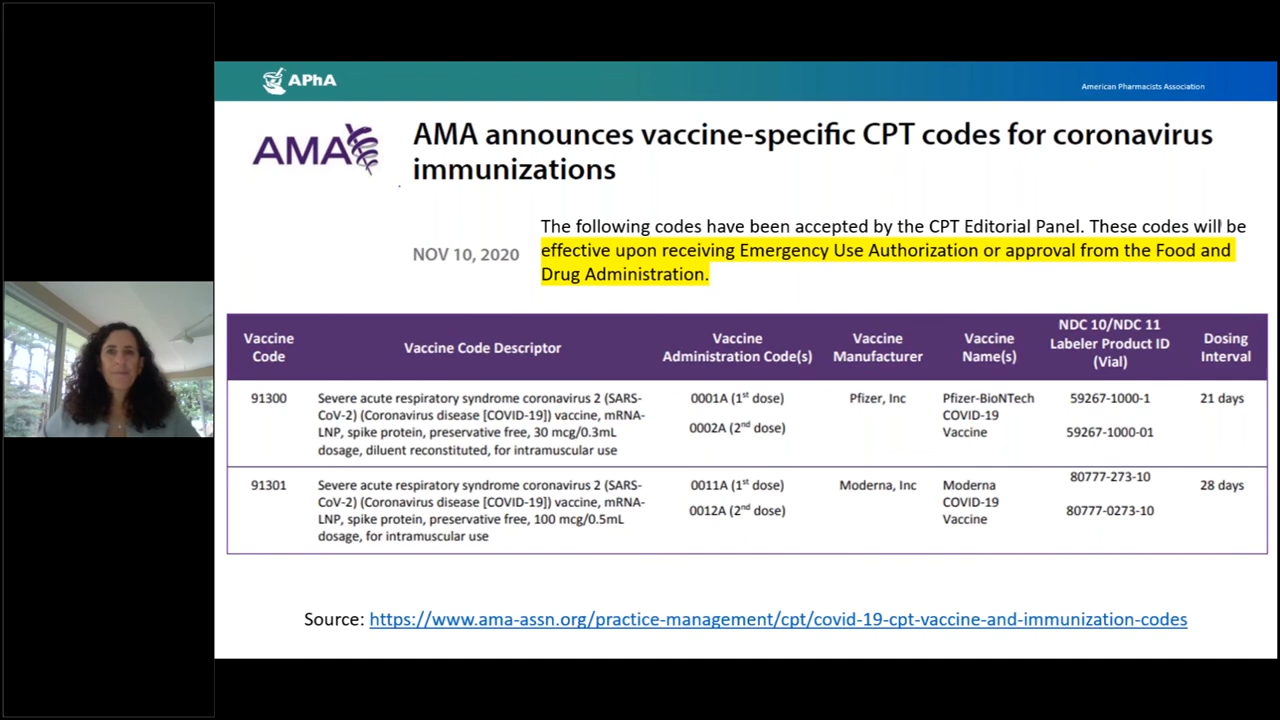 APhA
American Pharmacists Association
AMA
AMA announces vaccine-specific CPT codes for coronavirus
immunizations
The following codes have been accepted by the CPT Editorial Panel. These codes will be
NOV 10, 2020
effective upon receiving Emergency Use Authorization or approval from the Food and
Drug Administration.
Vaccine
Code
Vaccine Code Descriptor
Vaccine
Administration Code(s)
Vaccine
Manufacturer
Vaccine
Name(s)
NDC 10/NDC 11
Labeler Product ID
(Vial)
Dosing
Interval
91300
Severe acute respiratory syndrome coronavirus 2 (SARS-
CoV-2) (Coronavirus disease [COVID-19]) vaccine, mRNA-
LNP, spike protein, preservative free, 30 mcg/0.3mL
dosage, diluent reconstituted, for intramuscular use
0001A (1st dose)
0002A (2nd dose)
Pfizer, Inc
Pfizer-BioNTech
COVID-19
Vaccine
59267-1000-1
59267-1000-01
21 days
91301
Severe acute respiratory syndrome coronavirus 2 (SARS-
CoV-2) (Coronavirus disease [COVID-19]) vaccine, mRNA-
LNP, spike protein, preservative free, 100 mcg/0.5mL
dosage, for intramuscular use
0011A (1st dose)
0012A (2nd dose)
Moderna, Inc
Moderna
COVID-19
Vaccine
80777-273-10
80777-0273-10
28 days
Source: https://www.ama-assn.org/practice-management/cpt/covid-19-cpt-vaccine-and-immunization-codes